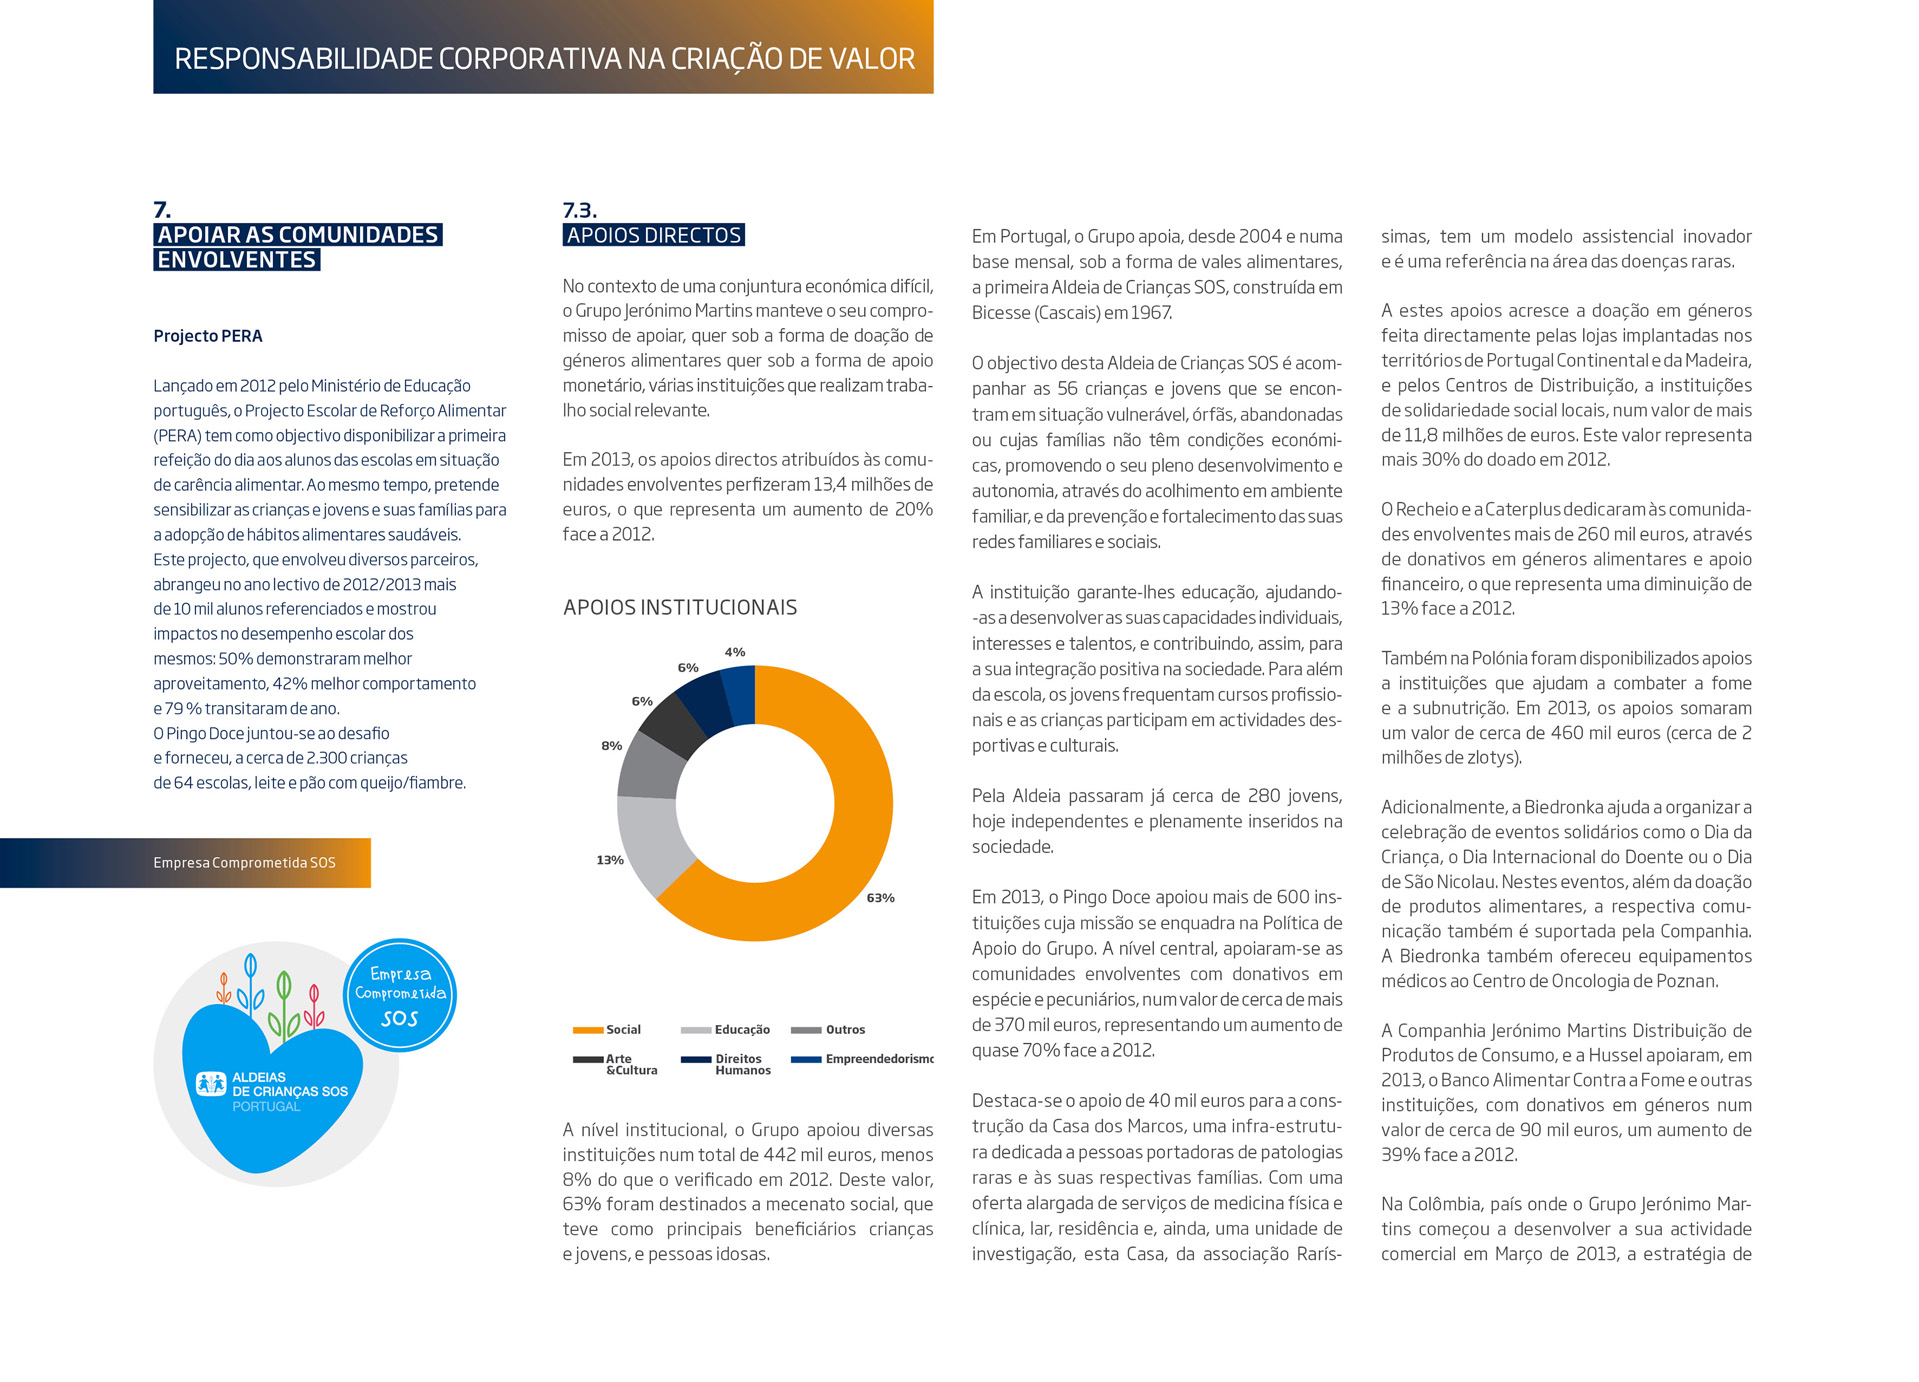 RESPONSABILIDADE CORPORATIVA NA CRIAÇÃO DE VALOR
7.
APOIAR AS COMUNIDADES
ENVOLVENTES
Projecto PERA
Lançado em 2012 pelo Ministério de Educação
português, o Projecto Escolar de Reforço Alimentar
(PERA) tem como objectivo disponibilizar a primeira
refeição do dia aos alunos das escolas em situação
de carência alimentar. Ao mesmo tempo, pretende
sensibilizar as crianças e jovens e suas famílias para
a adopção de hábitos alimentares saudáveis.
Este projecto, que envolveu diversos parceiros,
abrangeu no ano lectivo de 2012/2013 mais
de 10 mil alunos referenciados e mostrou
impactos no desempenho escolar dos
mesmos: 50% demonstraram melhor
aproveitamento, 42% melhor comportamento
e 79 % transitaram de ano.
O Pingo Doce juntou-se ao desafio
e forneceu, a cerca de 2.300 crianças
de 64 escolas, leite e pão com queijo/fiambre.
Empresa Comprometida SOS
Empresa
Comprometida
SOS
ALDEIAS
DE CRIANÇAS SOS
PORTUGAL
7.3.
APOIOS DIRECTOS
No contexto de uma conjuntura económica difícil,
o Grupo Jerónimo Martins manteve o seu compro-
misso de apoiar, quer sob a forma de doação de
géneros alimentares quer sob a forma de apoio
monetário, várias instituições que realizam traba-
lho social relevante.
Em 2013, os apoios directos atribuídos às comu-
nidades envolventes perfizeram 13,4 milhões de
euros, o que representa um aumento de 20%
face a 2012.
APOIOS INSTITUCIONAIS
4%
6%
6%
8%
13%
63%
Social
Educação
Outros
Arte
&Cultura
Direitos
Humanos
Empreendedorismo
A nível institucional, o Grupo apoiou diversas
instituições num total de 442 mil euros, menos
8% do que o verificado em 2012. Deste valor,
63% foram destinados a mecenato social, que
teve como principais beneficiários crianças
e jovens, e pessoas idosas.
Em Portugal, o Grupo apoia, desde 2004 e numa
base mensal, sob a forma de vales alimentares,
a primeira Aldeia de Crianças SOS, construída em
Bicesse (Cascais) em 1967.
O objectivo desta Aldeia de Crianças SOS é acom-
panhar as 56 crianças e jovens que se encon-
tram em situação vulnerável, órfãs, abandonadas
ou cujas famílias não têm condições económi-
cas, promovendo o seu pleno desenvolvimento e
autonomia, através do acolhimento em ambiente
familiar, e da prevenção e fortalecimento das suas
redes familiares e sociais.
A instituição garante-lhes educação, ajudando-
-as a desenvolver as suas capacidades individuais,
interesses e talentos, e contribuindo, assim, para
a sua integração positiva na sociedade. Para além
da escola, os jovens frequentam cursos profissio-
nais e as crianças participam em actividades des-
portivas e culturais.
Pela Aldeia passaram já cerca de 280 jovens,
hoje independentes e plenamente inseridos na
sociedade.
Em 2013, o Pingo Doce apoiou mais de 600 ins-
tituições cuja missão se enquadra na Política de
Apoio do Grupo. A nível central, apoiaram-se as
comunidades envolventes com donativos em
espécie e pecuniários, num valor de cerca de mais
de 370 mil euros, representando um aumento de
quase 70% face a 2012.
Destaca-se o apoio de 40 mil euros para a cons-
trução da Casa dos Marcos, uma infra-estrutu-
ra dedicada a pessoas portadoras de patologias
raras e às suas respectivas famílias. Com uma
oferta alargada de serviços de medicina física e
clínica, lar, residência e, ainda, uma unidade de
investigação, esta Casa, da associação Rarís-
simas, tem um modelo assistencial inovador
e é uma referência na área das doenças raras.
A estes apoios acresce a doação em géneros
feita directamente pelas lojas implantadas nos
territórios de Portugal Continental e da Madeira,
e pelos Centros de Distribuição, a instituições
de solidariedade social locais, num valor de mais
de 11,8 milhões de euros. Este valor representa
mais 30% do doado em 2012.
O Recheio e a Caterplus dedicaram às comunida-
des envolventes mais de 260 mil euros, através
de donativos em géneros alimentares e apoio
financeiro, o que representa uma diminuição de
13% face a 2012.
Também na Polónia foram disponibilizados apoios
a instituições que ajudam a combater a fome
e a subnutrição. Em 2013, os apoios somaram
um valor de cerca de 460 mil euros (cerca de 2
milhões de zlotys).
Adicionalmente, a Biedronka ajuda a organizar a
celebração de eventos solidários como o Dia da
Criança, o Dia Internacional do Doente ou o Dia
de São Nicolau. Nestes eventos, além da doação
de produtos alimentares, a respectiva comu-
nicação também é suportada pela Companhia.
A Biedronka também ofereceu equipamentos
médicos ao Centro de Oncologia de Poznan.
A Companhia Jerónimo Martins Distribuição de
Produtos de Consumo, e a Hussel apoiaram, em
2013, o Banco Alimentar Contra a Fome e outras
instituições, com donativos em géneros num
valor de cerca de 90 mil euros, um aumento de
39% face a 2012.
Na Colômbia, país onde o Grupo Jerónimo Mar-
tins começou a desenvolver a sua actividade
comercial em Março de 2013, a estratégia de